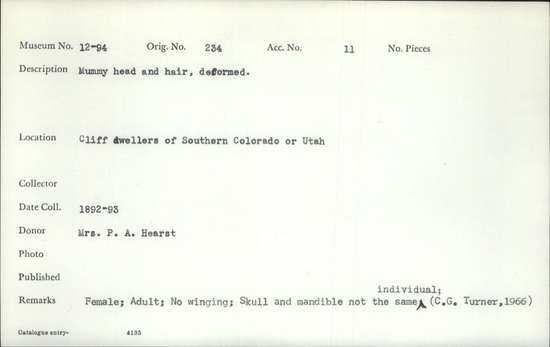 Museum No. 12-94 Orig. No. 234 Acc. No. 11 No. Pieces
Description Mummy head and hair, deformed.
Location Cliff dwellers of Southern Colorado or Utah
Collector
Date Coll. 1892-93
Donor Mrs. P. A. Hearst
Photo
Published
individual;
Remarks Female; Adult; No winging; Skull and mandible not the same (C.G. Turner,1966)
Catalogue entry- 4135